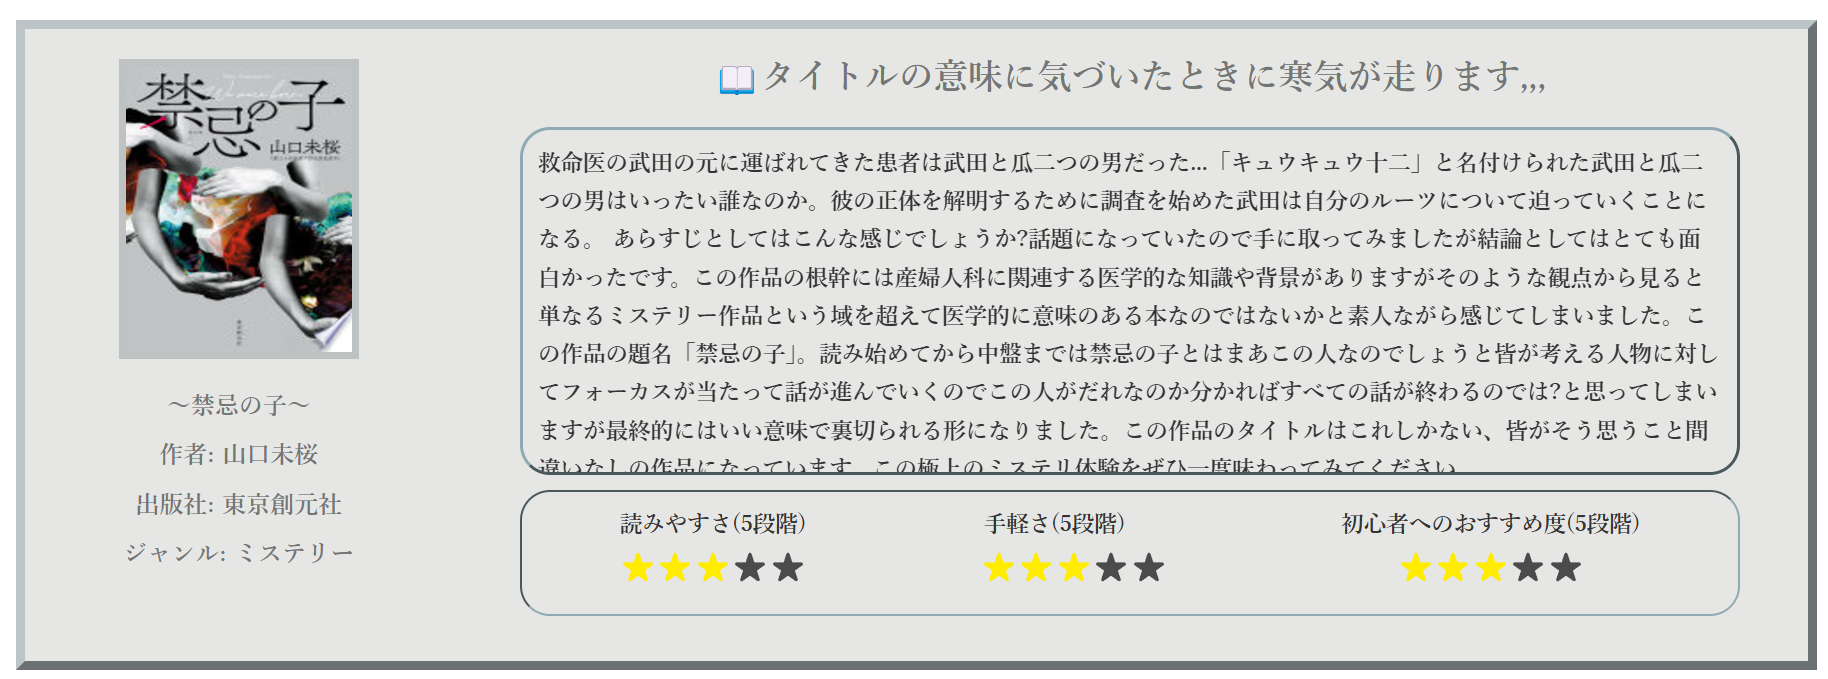 禁忌の子
山口未桜
～禁忌の子～
作者: 山口未桜
出版社: 東京創元社
ジャンル: ミステリー
📖タイトルの意味に気づいたときに寒気が走ります,,,
救命医の武田の元に運ばれてきた患者は武田と瓜二つの男だった...「キュウキュウ十二」と名付けられた武田と瓜二
つの男はいったい誰なのか。彼の正体を解明するために調査を始めた武田は自分のルーツについて迫っていくことに
なる。 あらすじとしてはこんな感じでしょうか?話題になっていたので手に取ってみましたが結論としてはとても面
白かったです。この作品の根幹には産婦人科に関連する医学的な知識や背景がありますがそのような観点から見ると
単なるミステリー作品という域を超えて医学的に意味のある本なのではないかと素人ながら感じてしまいました。こ
の作品の題名「禁忌の子」。読み始めてから中盤までは禁忌の子とはまあこの人なのでしょうと皆が考える人物に対し
てフォーカスが当たって話が進んでいくのでこの人がだれなのか分かればすべての話が終わるのでは?と思ってしまい
ますが最終的にはいい意味で裏切られる形になりました。この作品のタイトルはこれしかない、皆がそう思うこと間
違いなしの作品になっています。この極上のミステリ体験をぜひ一度味わってみてください。
読みやすさ(5段階)
手軽さ(5段階)
初心者へのおすすめ度(5段階)